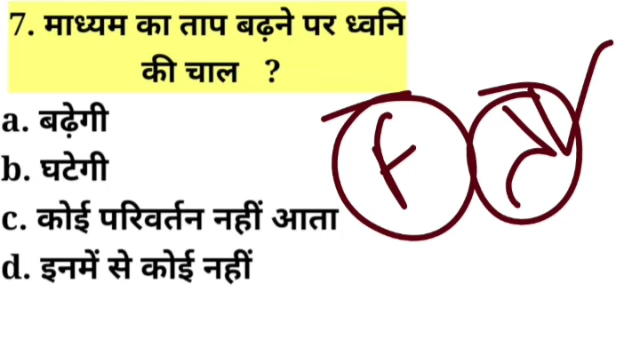 7. माध्यम का ताप बढ़ने पर ध्वनि
की चाल ?
a. बढ़ेगी
b. घटेगी
c. कोई परिवर्तन नहीं आता
d. इनमें से कोई नहीं